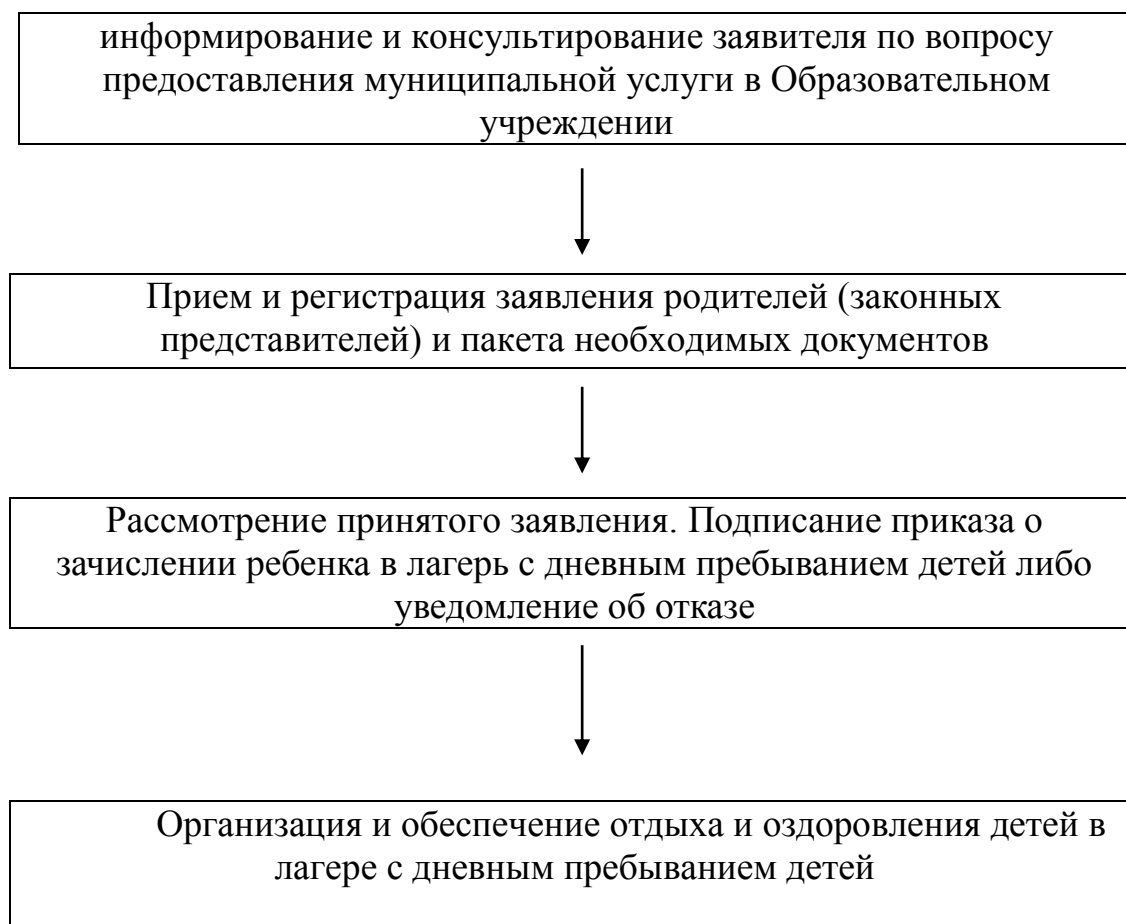 информирование и консультирование заявителя по вопросу
предоставления муниципальной услуги в Образовательном
учреждении
Прием и регистрация заявления родителей (законных
представителей) и пакета необходимых документов
Рассмотрение принятого заявления. Подписание приказа о
зачислении ребенка в лагерь с дневным пребыванием детей либо
уведомление об отказе
Организация и обеспечение отдыха и оздоровления детей в
лагере с дневным пребыванием детей